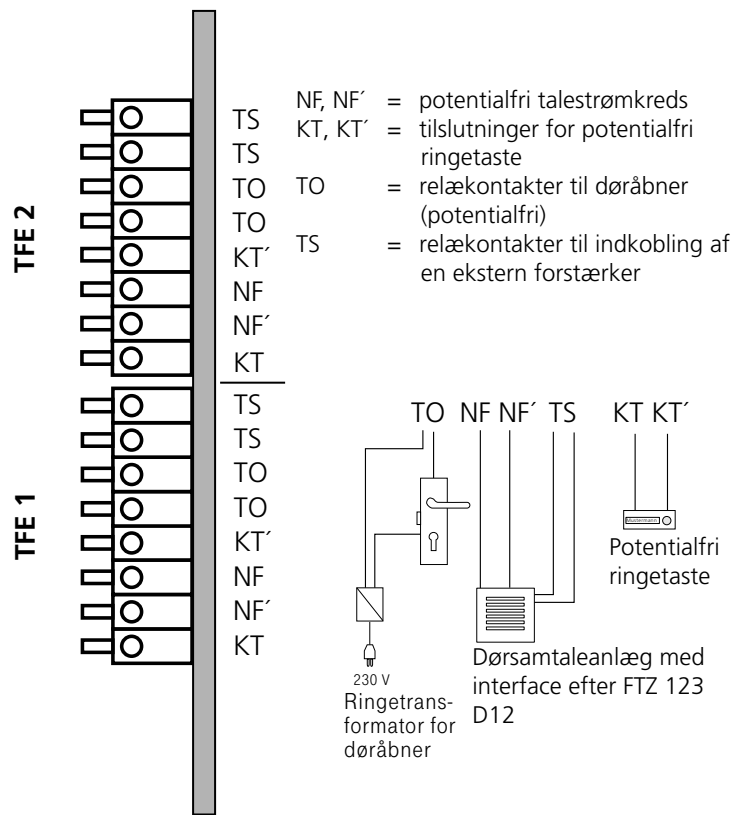 TFE 2
TS
TS
TO
TO
KT´
NF
NF´
KT
TFE 1
TS
TS
TO
TO
KT´
NF
NF´
KT
NF, NF´ = potentialfri talestrømkreds
KT, KT´ = tilslutninger for potentialfri
ringetaste
TO = relækontakter til døråbner
(potentialfri)
TS = relækontakter til indkobling af
en ekstern forstærker
TO NF NF´ TS KT KT´
Mustermann
Potentialfri
ringetaste
230 V
Ringetrans-
formator for
døråbner
Dørsamtaleanlæg med
interface efter FTZ 123
D12